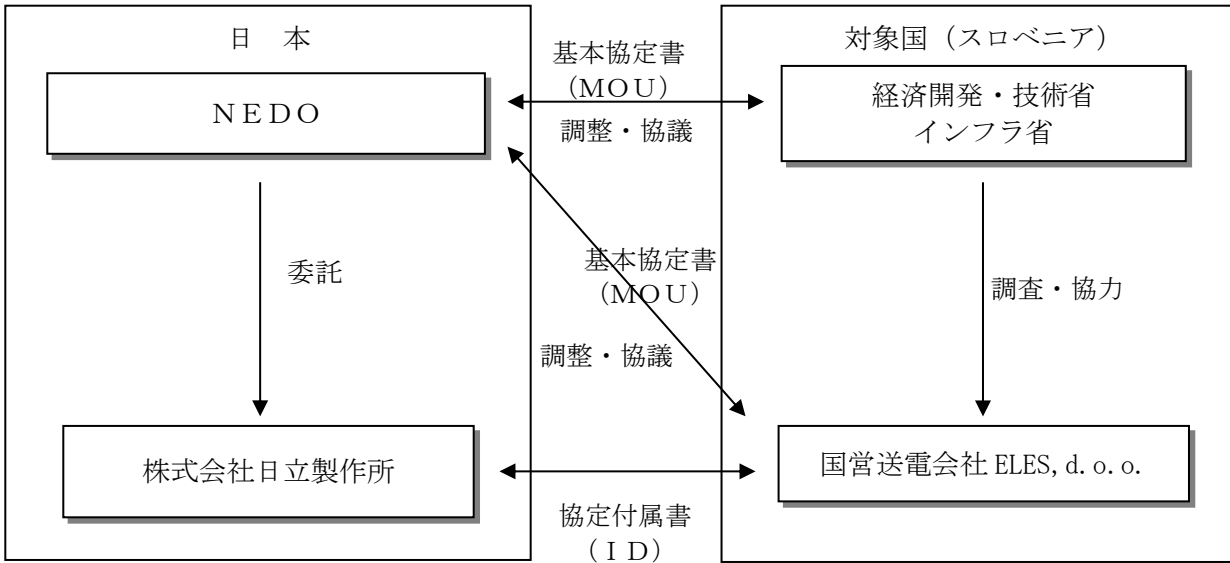 日 本
対象国（スロベニア）
基本協定書
（ＭＯＵ）
ＮＥＤＯ
経済開発・技術省
インフラ省
調整・協議
基本協定書
（ＭＯＵ）
委託
調査・協力
調整・協議
株式会社日立製作所
国営送電会社 ELES, d. o. o.
協定付属書
（ＩＤ）